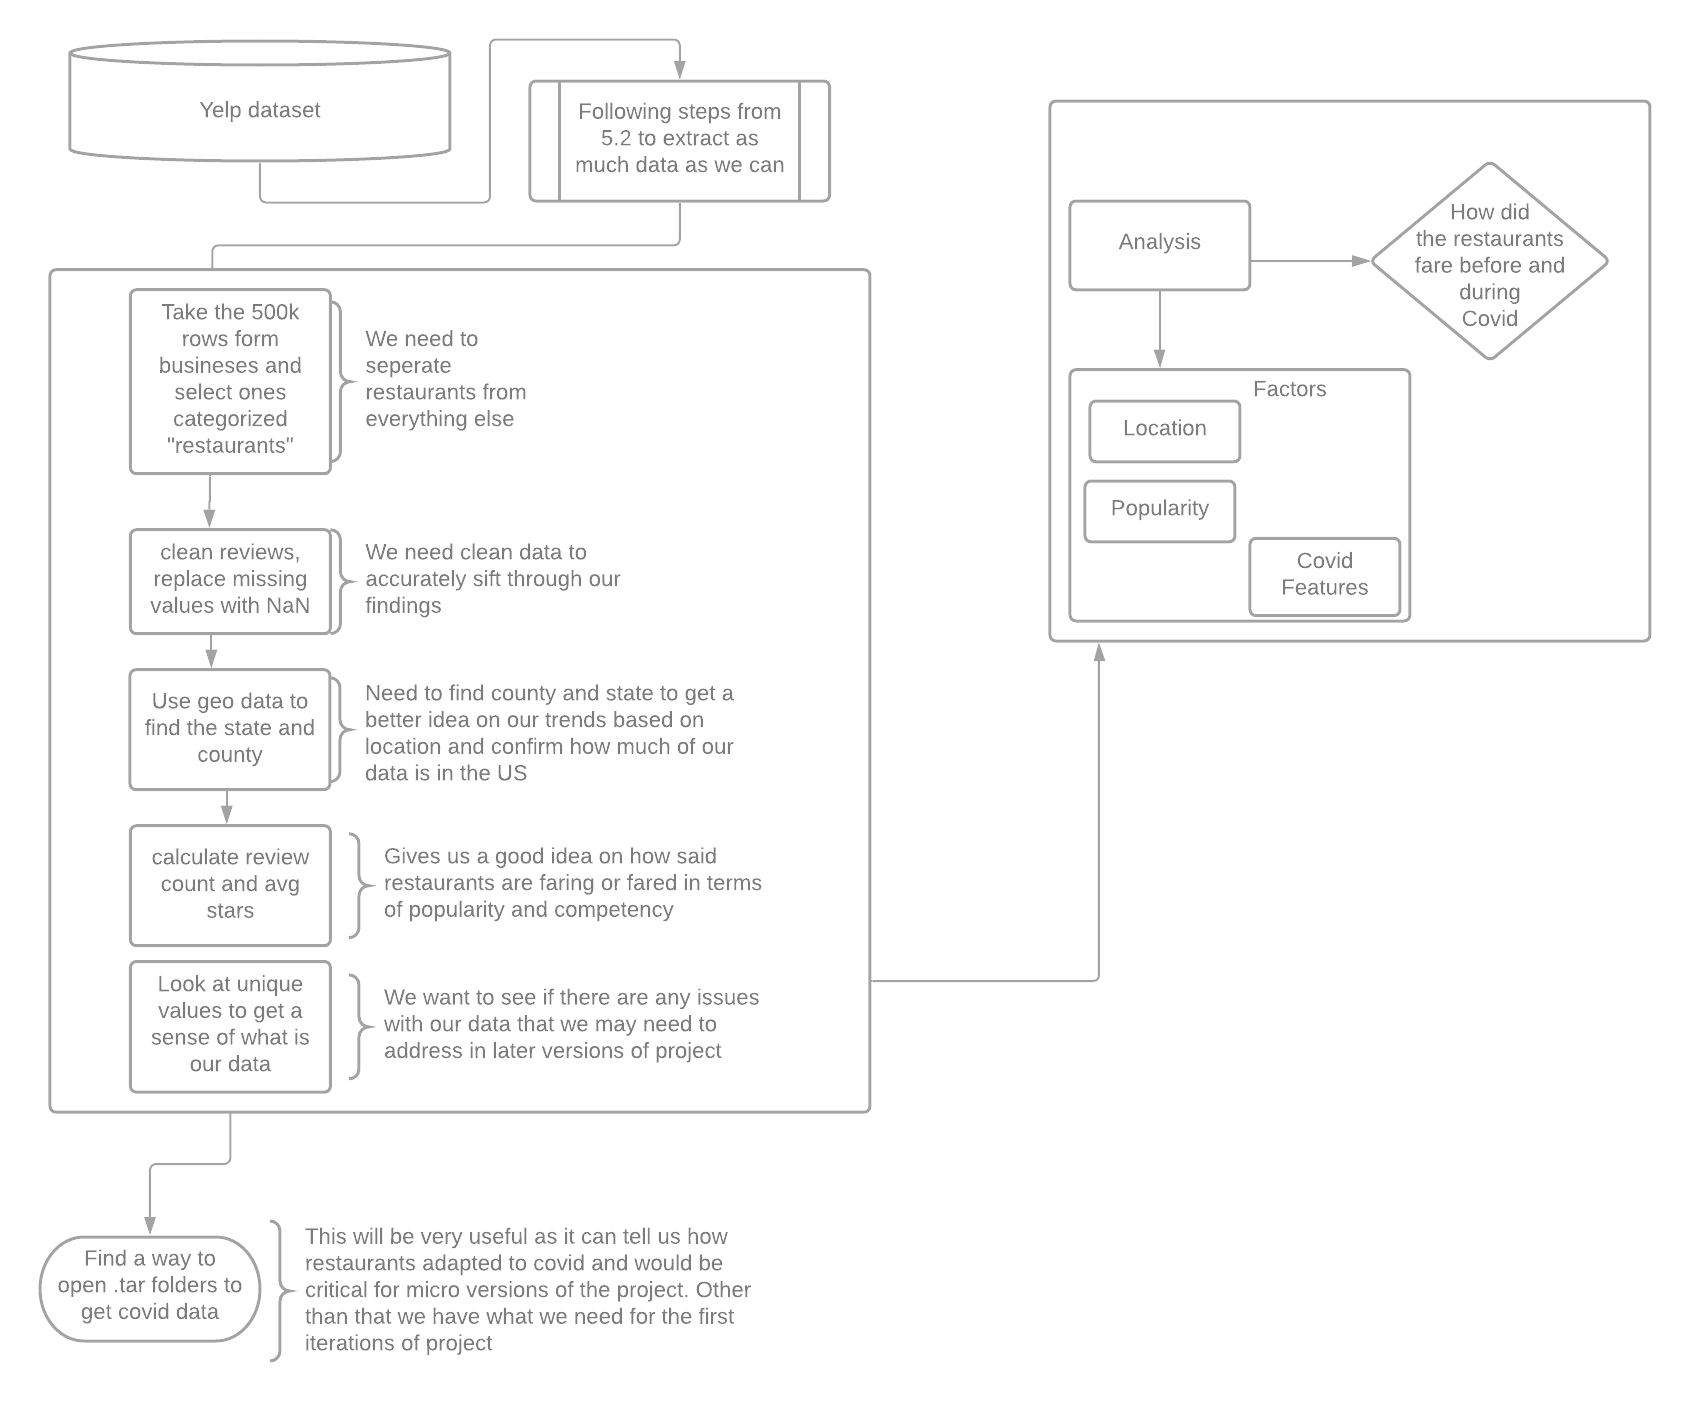 Yelp dataset
Following steps from
5.2 to extract as
much data as we can
Take the 500k
rows form
busineses and
select ones
categorized
"restaurants"
We need to
seperate
restaurants from
everything else
clean reviews,
replace missing
values with NaN
We need clean data to
accurately sift through our
findings
Use geo data to
find the state and
county
Need to find county and state to get a
better idea on our trends based on
location and confirm how much of our
data is in the US
calculate review
count and avg
stars
Gives us a good idea on how said
restaurants are faring or fared in terms
of popularity and competency
Look at unique
values to get a
sense of what is
our data
We want to see if there are any issues
with our data that we may need to
address in later versions of project
Find a way to
open .tar folders to
get covid data
This will be very useful as it can tell us how
restaurants adapted to covid and would be
critical for micro versions of the project. Other
than that we have what we need for the first
iterations of project
Analysis
How did
the restaurants
fare before and
during
Covid
Factors
Location
Popularity
Covid
Features